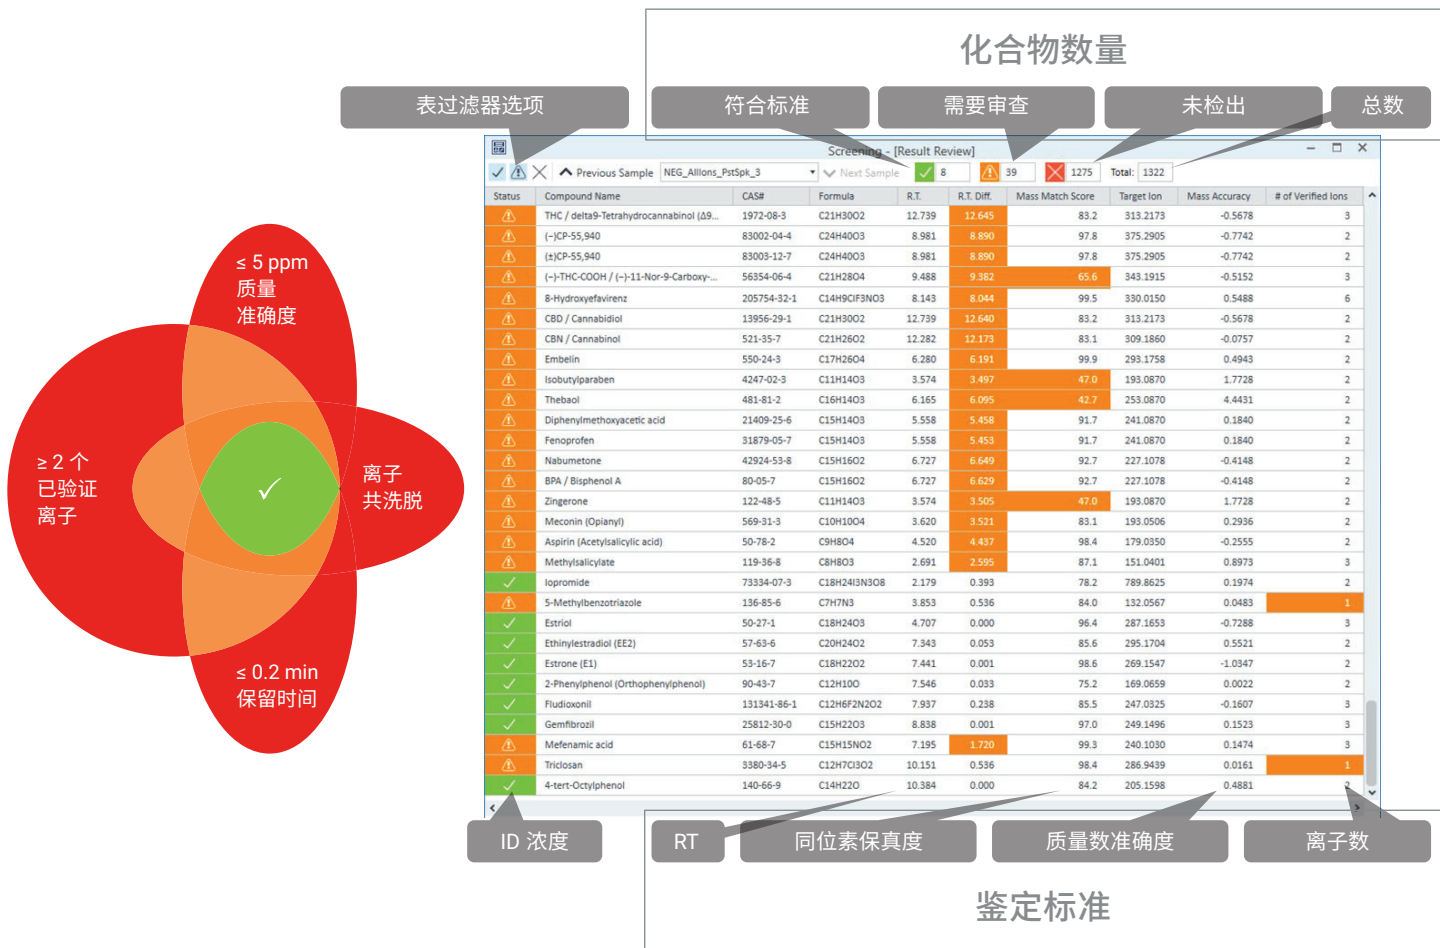 化合物数量
表过滤器选项
符合标准
需要审查
未检出
总数
Screening - [Result Review]
Previous Sample NEG_AllIons_PstSpk_3 Next Sample 8 39 1275 Total: 1322
Status Compound Name CAS# Formula R.T. R.T. Diff. Mass Match Score Target Ion Mass Accuracy # of Verified Ions
THC / delta9-Tetrahydrocannabinol (Δ9... 1972-08-3 C21H30O2 12.739 12.645 83.2 313.2173 -0.5678 3
(-)CP-55,940 83002-04-4 C24H40O3 8.981 8.890 97.8 375.2905 -0.7742 2
(±)CP-55,940 83003-12-7 C24H40O3 8.981 8.890 97.8 375.2905 -0.7742 2
(-)-THC-COOH / (-)-11-Nor-9-Carboxy-... 56354-06-4 C21H28O4 9.488 9.382 65.6 343.1915 -0.5152 3
8-Hydroxyefavirenz 205754-32-1 C14H9ClF3NO3 8.143 8.044 99.5 330.0150 0.5488 6
CBD / Cannabidiol 13956-29-1 C21H30O2 12.739 12.640 83.2 313.2173 -0.5678 2
CBN / Cannabinol 521-35-7 C21H26O2 12.282 12.173 83.1 309.1860 -0.0757 2
Embelin 550-24-3 C17H26O4 6.280 6.191 99.9 293.1758 0.4943 2
Isobutylparaben 4247-02-3 C11H14O3 3.574 3.497 47.0 193.0870 1.7728 2
Thebaol 481-81-2 C16H14O3 6.165 6.095 42.7 253.0870 4.4431 2
Diphenylmethoxyacetic acid 21409-25-6 C15H14O3 5.558 5.458 91.7 241.0870 0.1840 2
Fenoprofen 31879-05-7 C15H14O3 5.558 5.453 91.7 241.0870 0.1840 2
Nabumetone 42924-53-8 C15H16O2 6.727 6.649 92.7 227.1078 -0.4148 2
BPA / Bisphenol A 80-05-7 C15H16O2 6.727 6.629 92.7 227.1078 -0.4148 2
Zingerone 122-48-5 C11H14O3 3.574 3.505 47.0 193.0870 1.7728 2
Meconin (Opianyl) 569-31-3 C10H10O4 3.620 3.521 83.1 193.0506 0.2936 2
Aspirin (Acetylsalicylic acid) 50-78-2 C9H8O4 4.520 4.437 98.4 179.0350 -0.2555 2
Methylsalicylate 119-36-8 C8H8O3 2.691 2.595 87.1 151.0401 0.8973 3
Iopromide 73334-07-3 C18H24I3N3O8 2.179 0.393 78.2 789.8625 0.1974 2
5-Methylbenzotriazole 136-85-6 C7H7N3 3.853 0.536 84.0 132.0567 0.0483 1
Estriol 50-27-1 C18H24O3 4.707 0.000 96.4 287.1653 -0.7288 3
Ethinylestradiol (EE2) 57-63-6 C20H24O2 7.343 0.053 85.6 295.1704 0.5521 2
Estrone (E1) 53-16-7 C18H22O2 7.441 0.001 98.6 269.1547 -1.0347 2
2-Phenylphenol (Orthophenylphenol) 90-43-7 C12H10O 7.546 0.033 75.2 169.0659 0.0022 2
Fludioxonil 131341-86-1 C12H6F2N2O2 7.937 0.238 85.5 247.0325 -0.1607 3
Gemfibrozil 25812-30-0 C15H22O3 8.838 0.001 97.0 249.1496 0.1523 3
Mefenamic acid 61-68-7 C15H15NO2 7.195 1.720 99.3 240.1030 0.1474 3
Triclosan 3380-34-5 C12H7Cl3O2 10.151 0.536 98.4 286.9439 0.0161 1
4-tert-Octylphenol 140-66-9 C14H22O 10.384 0.000 84.2 205.1598 0.4881 2
≤ 5 ppm
质量
准确度
≥ 2 个
已验证
离子
离子
共洗脱
≤ 0.2 min
保留时间
ID 浓度
RT
同位素保真度
质量数准确度
离子数
鉴定标准